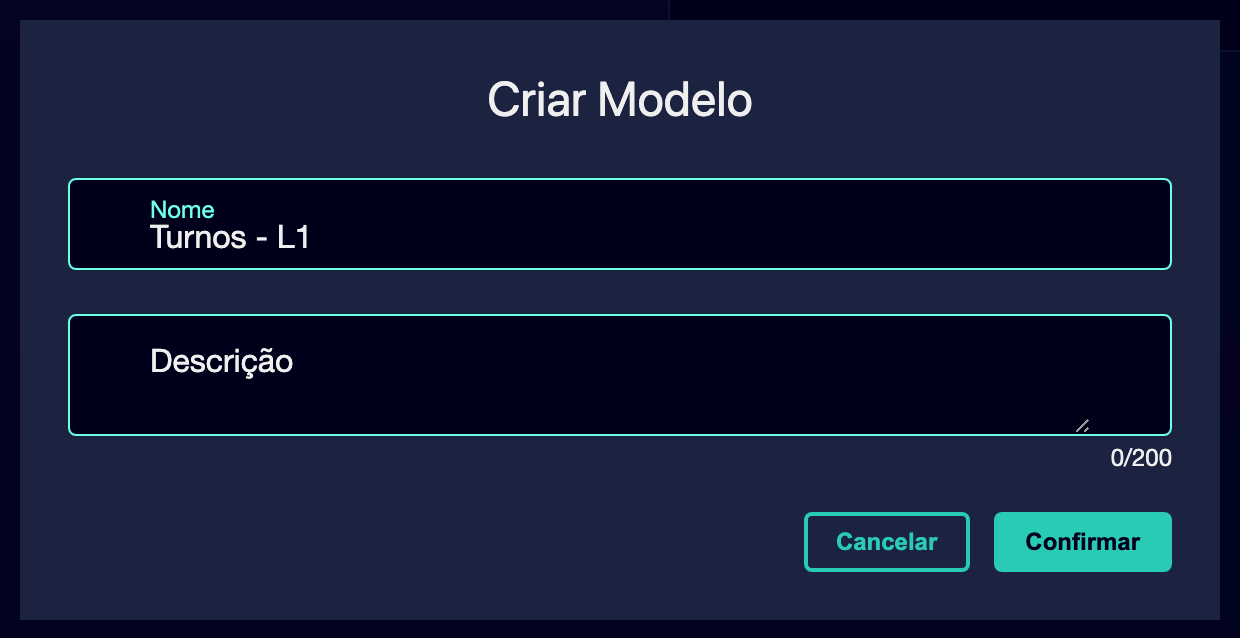 Criar Modelo
Nome
Turnos - L1
Descrição
0/200
Cancelar
Confirmar